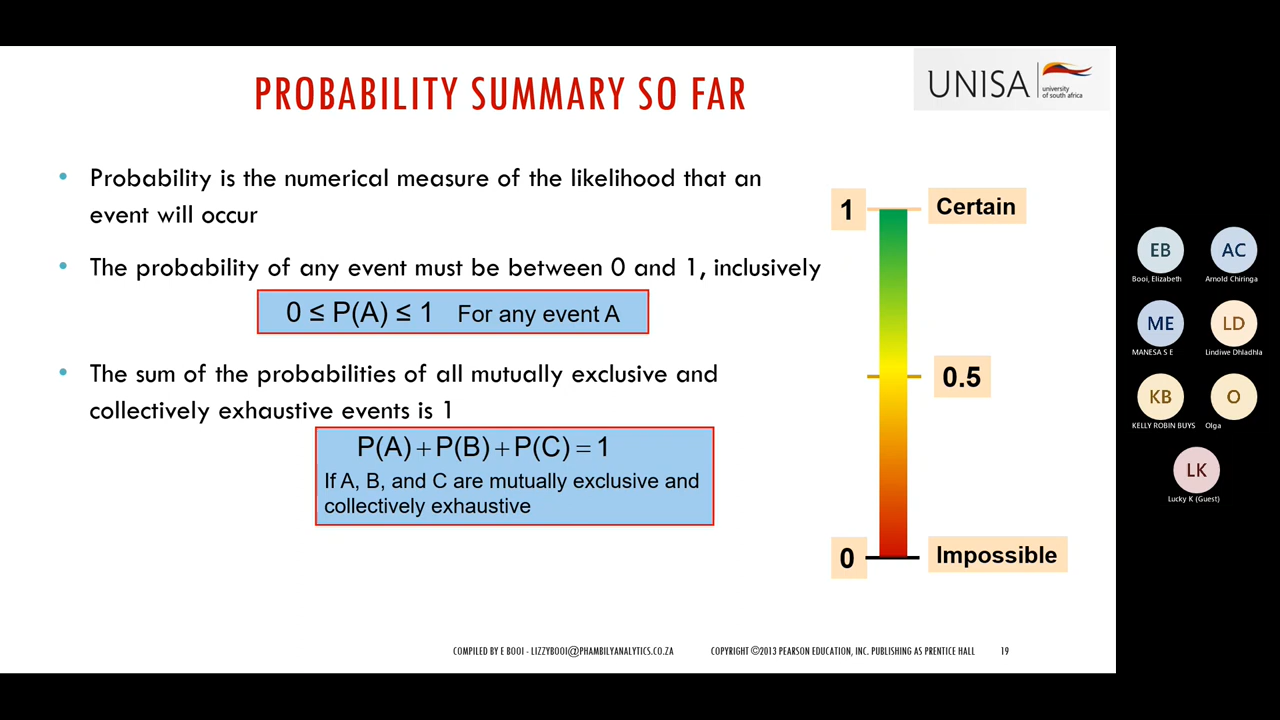 PROBABILITY SUMMARY SO FAR
UNISA
university
of south africa
• Probability is the numerical measure of the likelihood that an
event will occur
• The probability of any event must be between 0 and 1, inclusively
0 ≤ P(A) ≤ 1 For any event A
• The sum of the probabilities of all mutually exclusive and
collectively exhaustive events is 1
P(A) + P(B) + P(C) = 1
If A, B, and C are mutually exclusive and
collectively exhaustive
1
Certain
0.5
0
Impossible
COMPILED BY E BOOI - LIZZYBOOI@PHAMBILYANALYTICS.CO.ZA
COPYRIGHT ©2013 PEARSON EDUCATION, INC. PUBLISHING AS PRENTICE HALL
19
EB
Booi, Elizabeth
AC
Arnold Chiringa
ME
MANESA S E
LD
Lindiwe Dhladhla
KB
KELLY ROBIN BUYS
O
Olga
LK
Lucky K (Guest)